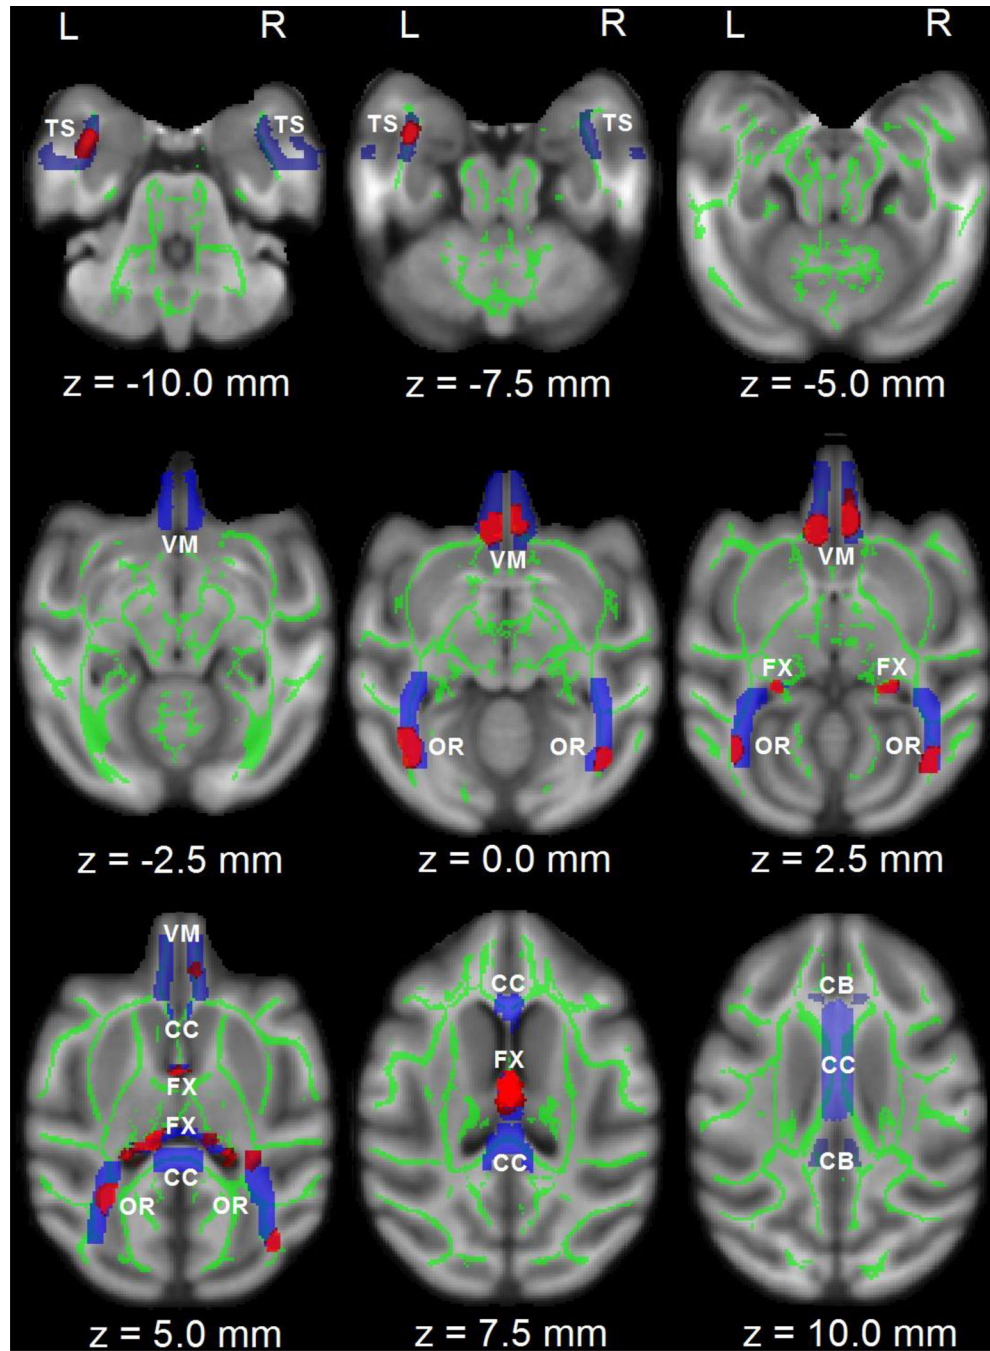 L R L R L R
TS TS TS TS
z = -10.0 mm z = -7.5 mm z = -5.0 mm
VM VM VM
FX FX
OR OR OR OR
z = -2.5 mm z = 0.0 mm z = 2.5 mm
VM CC CB
CC FX CC
FX
FX
CC CC CB
OR OR
z = 5.0 mm z = 7.5 mm z = 10.0 mm